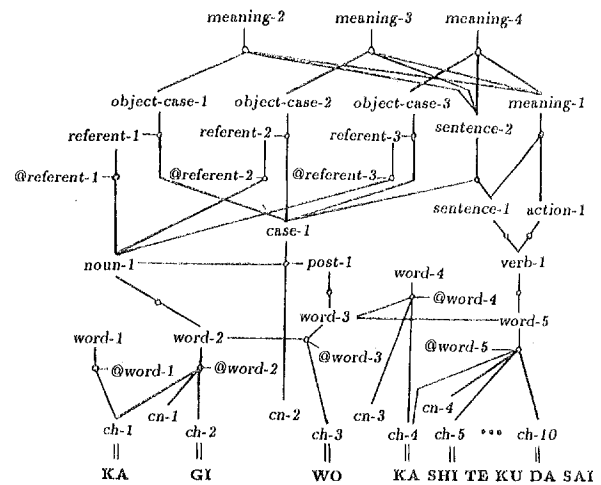 meaning-2 meaning-3 meaning-4
object-case-1 object-case-2 object-case-3 meaning-1
referent-1 referent-2 referent-3 sentence-2
@referent-1 @referent-2 @referent-3
sentence-1 action-1
case-1
noun-1 post-1 verb-1
word-4
@word-4
word-3 word-5
word-1 word-2 @word-5
@word-3
@word-1 @word-2
cn-1 cn-2 cn-3 cn-4
ch-1 ch-2 ch-3 ch-4 ch-5 ••• ch-10
|| || || || || ||
KA GI WO KA SHI TE KU DA SAI